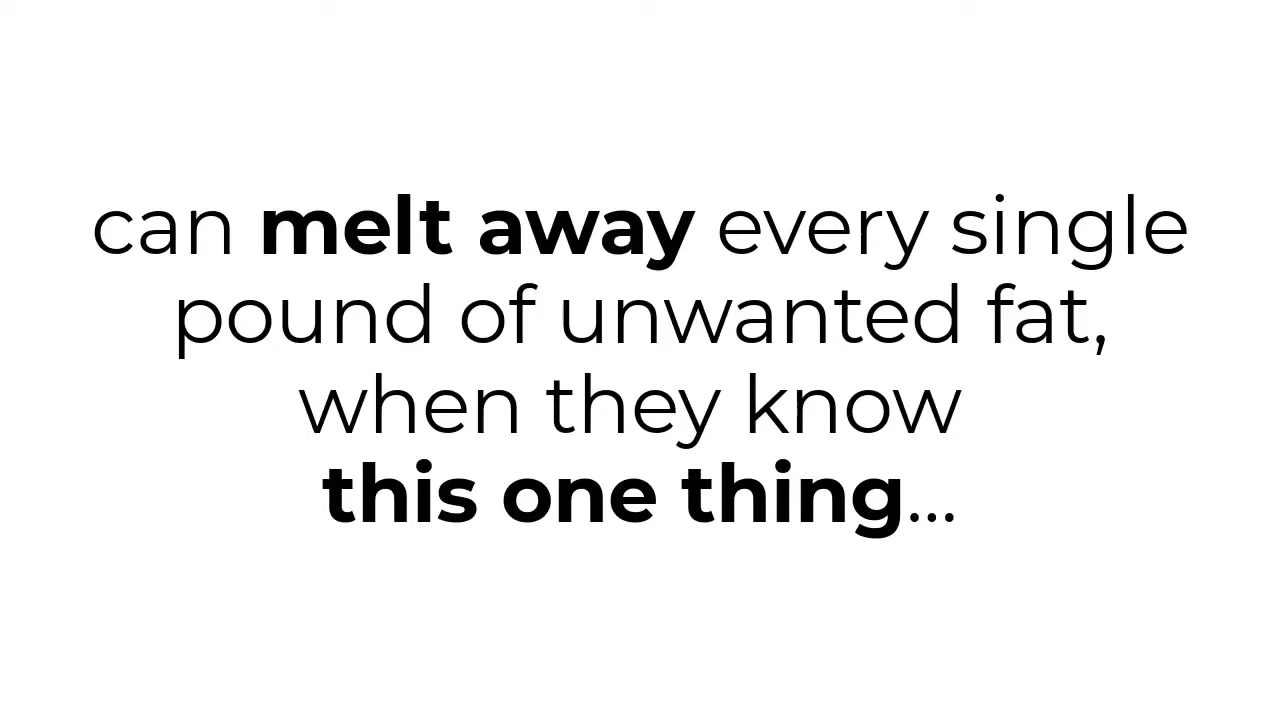 can melt away every single
pound of unwanted fat,
when they know
this one thing...